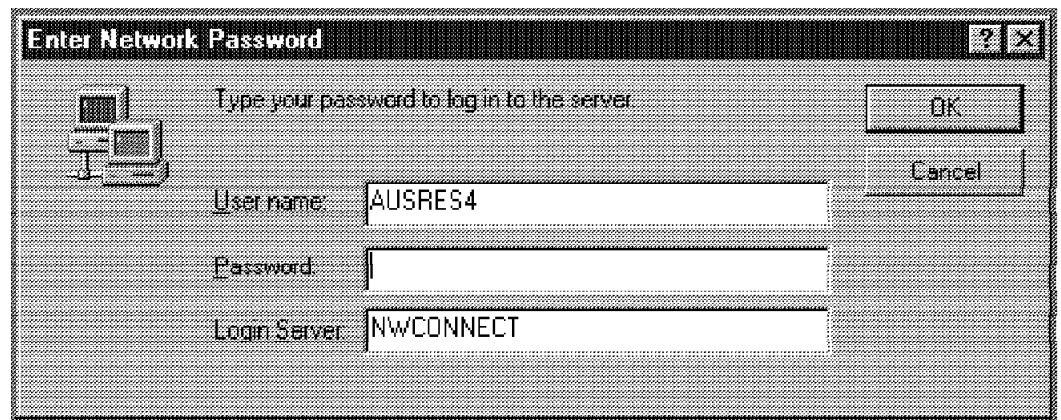 Enter Network Password
Type your password to log in to the server.
OK
Cancel
User name: AUSRES4
Password:
Login Server: NWCONNECT